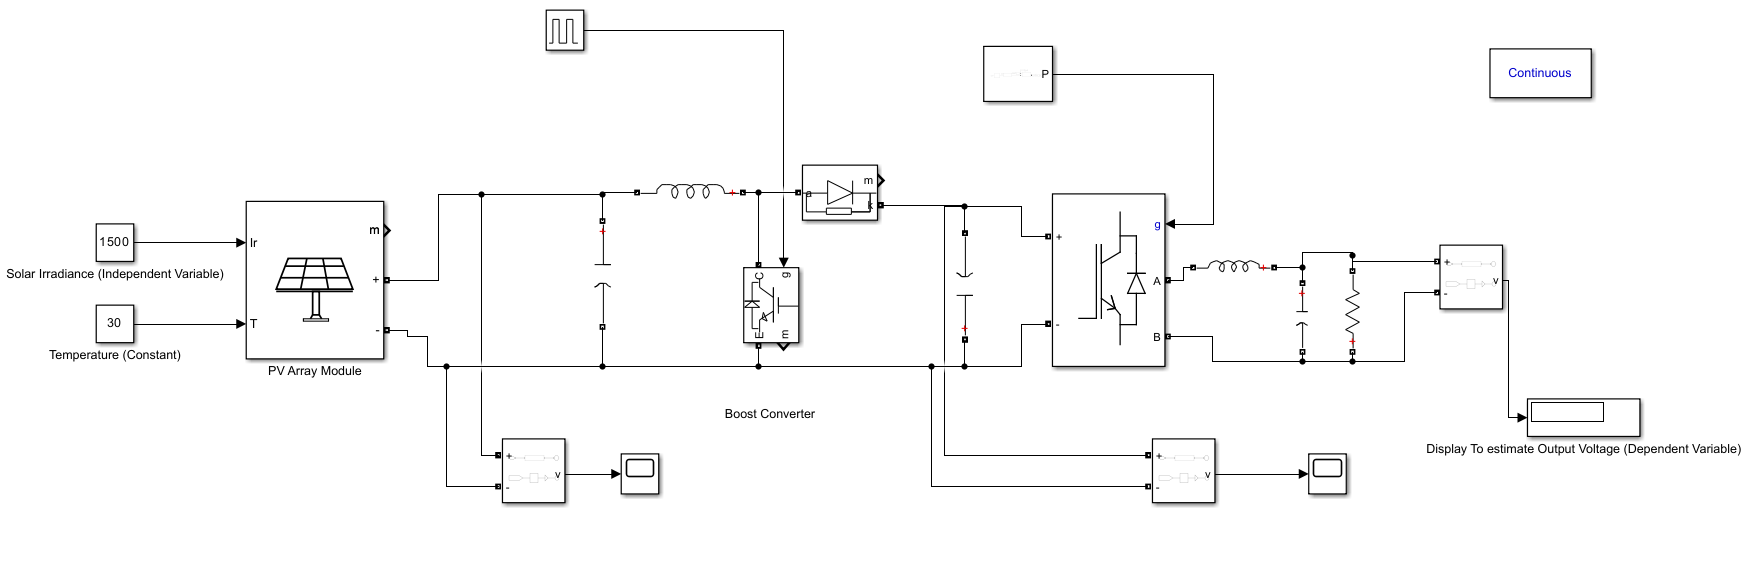 P
Continuous
m
a
k
1500
Ir
m
g
Solar Irradiance (Independent Variable)
+
+
+
A
v
-
C
g
30
T
-
-
B
E
m
Temperature (Constant)
PV Array Module
Boost Converter
Display To estimate Output Voltage (Dependent Variable)
+
v
-
+
v
-